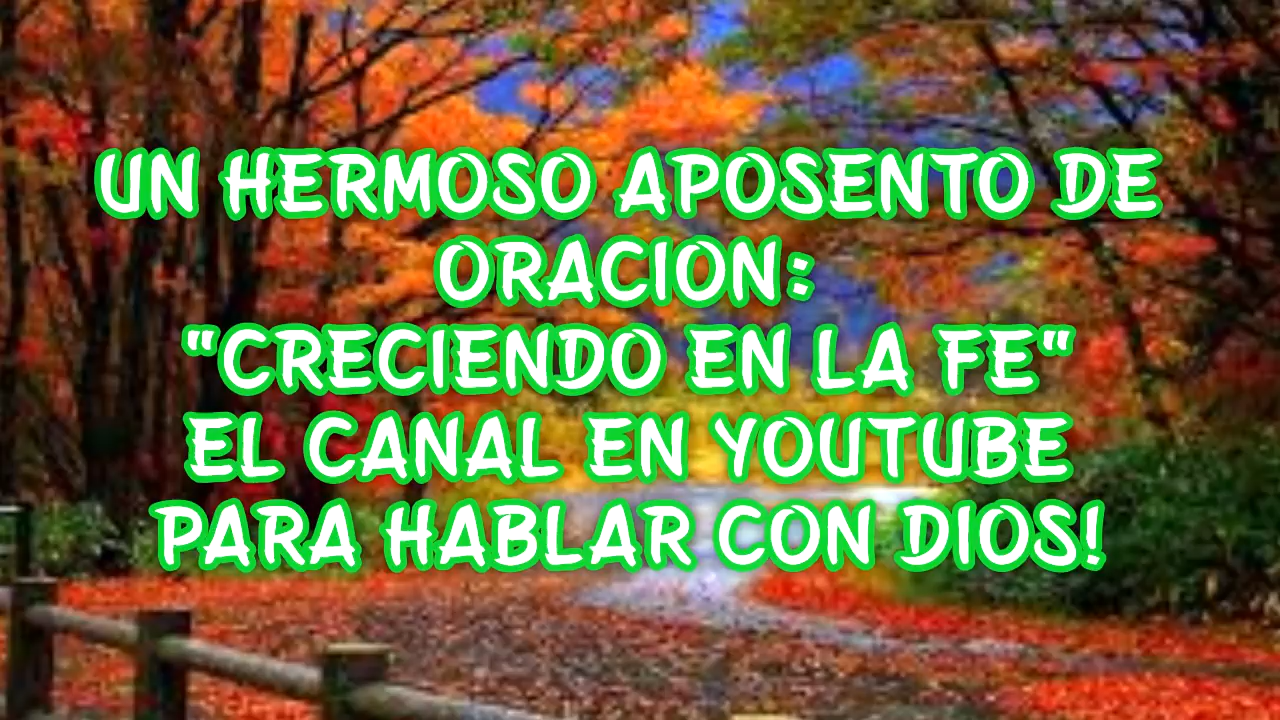 UN HERMOSO APOSENTO DE
ORACION:
"CRECIENDO EN LA FE"
EL CANAL EN YOUTUBE
PARA HABLAR CON DIOS!